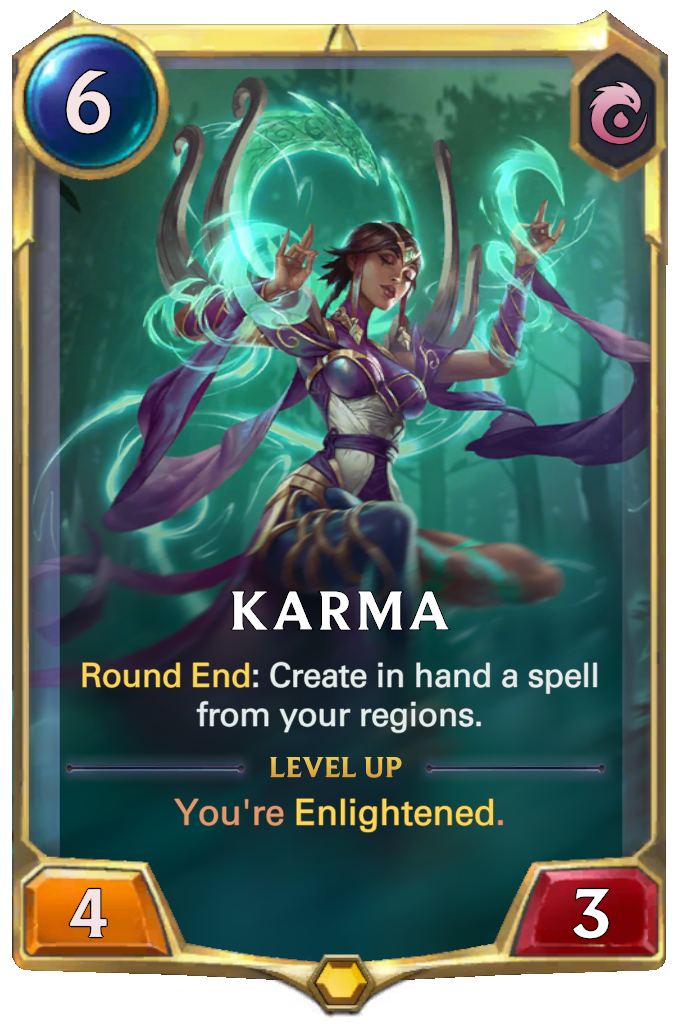 6
KARMA
Round End: Create in hand a spell
from your regions.
LEVEL UP
You're Enlightened.
4
3